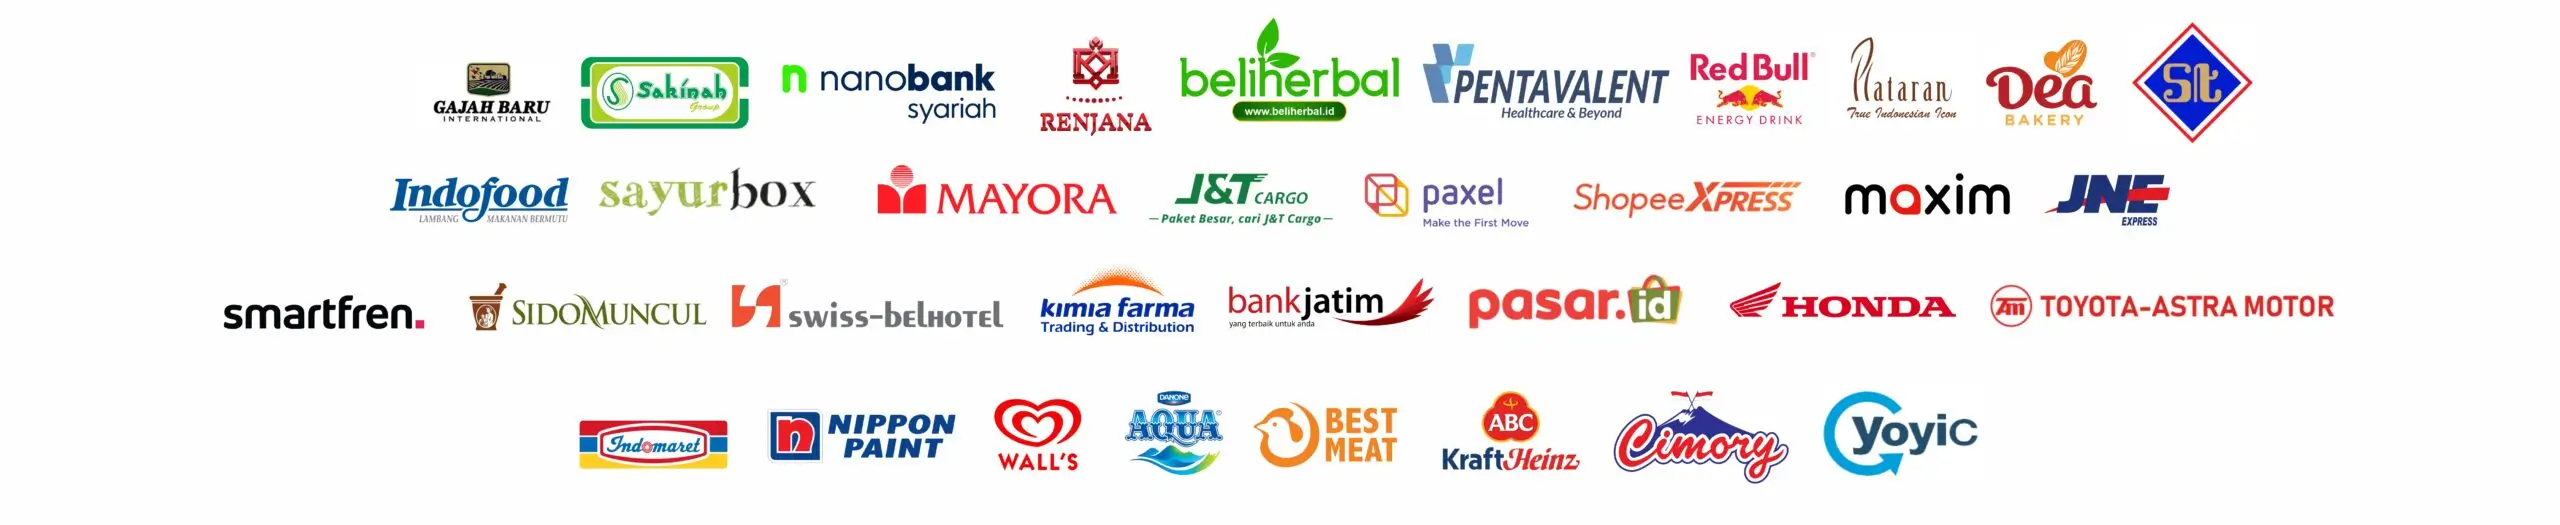 GAJAH BARU
INTERNATIONAL
S Sakinah
Group
n nanobank
syariah
RENJANA
beliherbal
www.beliherbal.id
PENTAVALENT
Healthcare & Beyond
Red Bull®
ENERGY DRINK
Plataran
True Indonesian Icon
Dea
BAKERY
St
Indofood
LAMBANG MAKANAN BERMUTU
sayurbox
MAYORA
J&T CARGO
— Paket Besar, cari J&T Cargo —
paxel
Make the First Move
Shopee XPRESS
maxim
JNE
EXPRESS
smartfren.
SIDOMUNCUL
swiss-belHOTEL
®
kimia farma
Trading & Distribution
bankjatim
yang terbaik untuk anda
pasar.id
HONDA
TOYOTA-ASTRA MOTOR
Indomaret
n NIPPON
PAINT
WALL'S
DANONE
AQUA®
BEST
MEAT
ABC
KraftHeinz
Cimory
yoyic